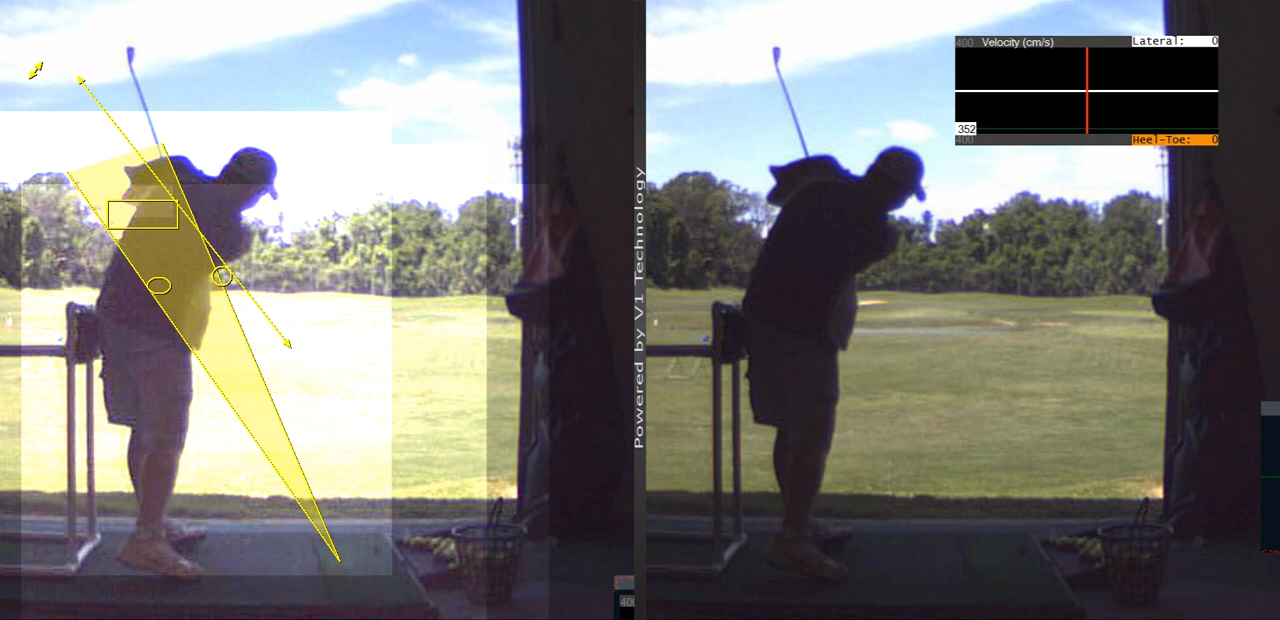 400
Powered by V1 Technology
400 Velocity (cm/s) Lateral: 0
352
400 Heel-Toe: 0